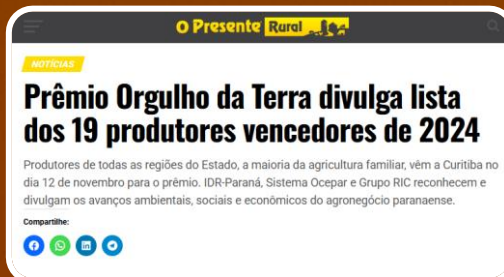 O Presente Rural
NOTÍCIAS
Prêmio Orgulho da Terra divulga lista
dos 19 produtores vencedores de 2024
Produtores de todas as regiões do Estado, a maioria da agricultura familiar, vêm a Curitiba no
dia 12 de novembro para o prêmio. IDR-Paraná, Sistema Ocepar e Grupo RIC reconhecem e
divulgam os avanços ambientais, sociais e econômicos do agronegócio paranaense.
Compartilhe: